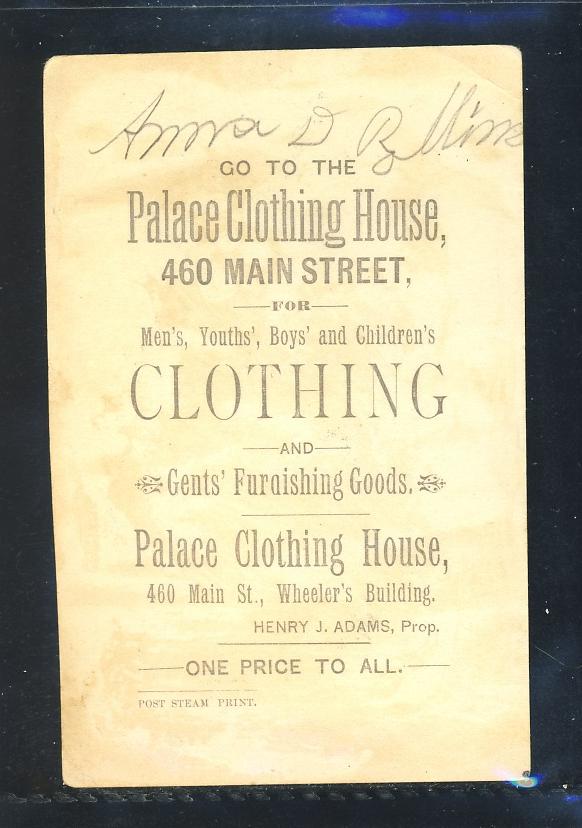 Anna D
GO TO THE
Palace Clothing House,
460 MAIN STREET,
FOR
Men's, Youths', Boys' and Children's
CLOTHING
AND
Gents' Furnishing Goods.
Palace Clothing House,
460 Main St., Wheeler's Building.
HENRY J. ADAMS, Prop.
ONE PRICE TO ALL.
POST STEAM PRINT.